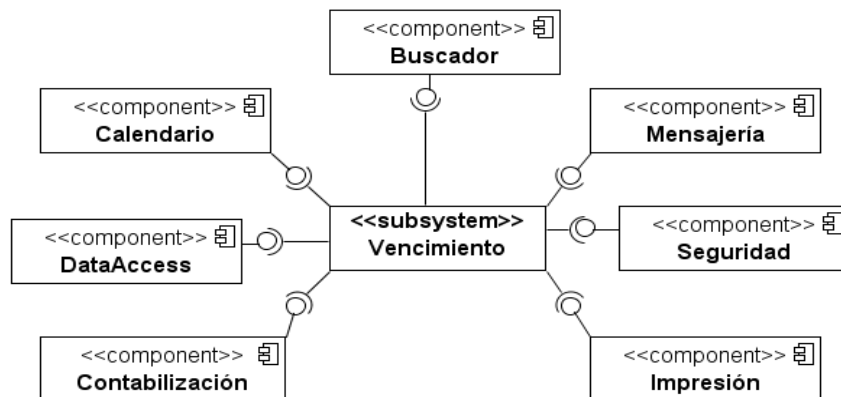 <<component>>
Buscador
<<component>>
Calendario
<<component>>
Mensajería
<<subsystem>>
Vencimiento
<<component>>
DataAccess
<<component>>
Seguridad
<<component>>
Contabilización
<<component>>
Impresión